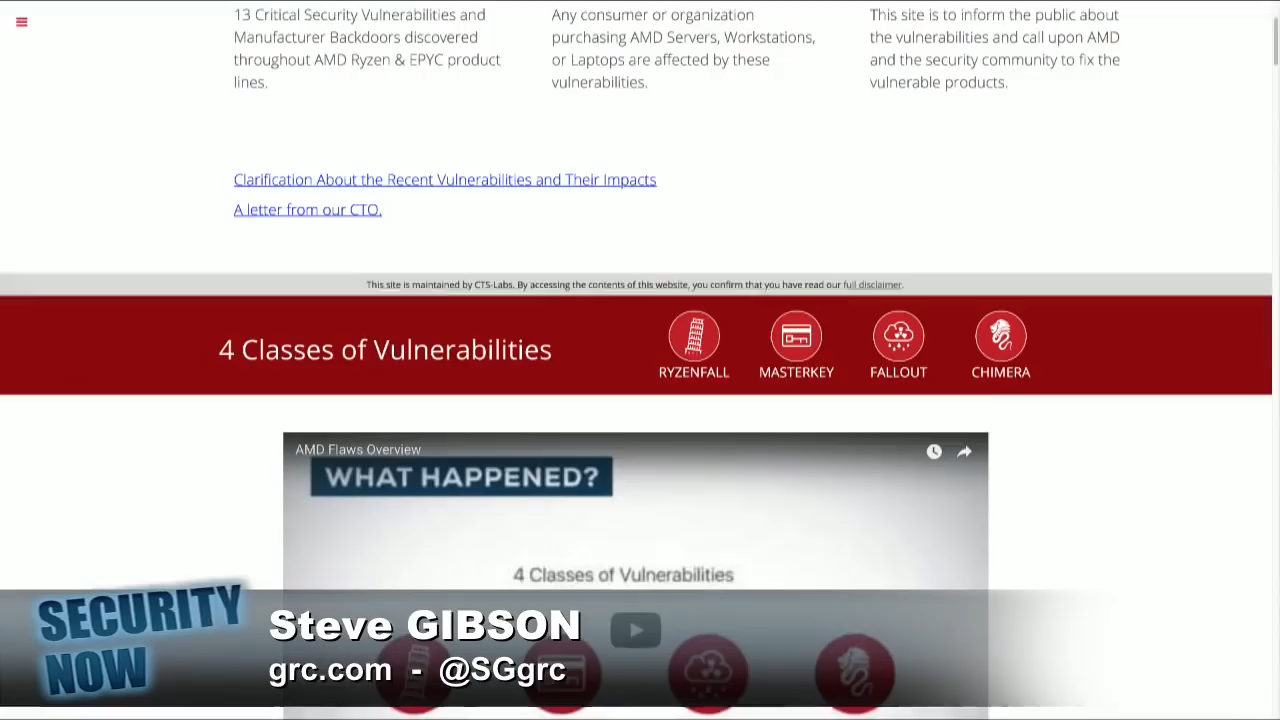 13 Critical Security Vulnerabilities and
Manufacturer Backdoors discovered
throughout AMD Ryzen & EPYC product
lines.
Any consumer or organization
purchasing AMD Servers, Workstations,
or Laptops are affected by these
vulnerabilities.
This site is to inform the public about
the vulnerabilities and call upon AMD
and the security community to fix the
vulnerable products.
Clarification About the Recent Vulnerabilities and Their Impacts
A letter from our CTO.
This site is maintained by CTS-Labs. By accessing the contents of this website, you confirm that you have read our full disclaimer.
4 Classes of Vulnerabilities
RYZENFALL
MASTERKEY
FALLOUT
CHIMERA
AMD Flaws Overview
WHAT HAPPENED?
4 Classes of Vulnerabilities
SECURITY
NOW
Steve GIBSON
grc.com - @SGgrc